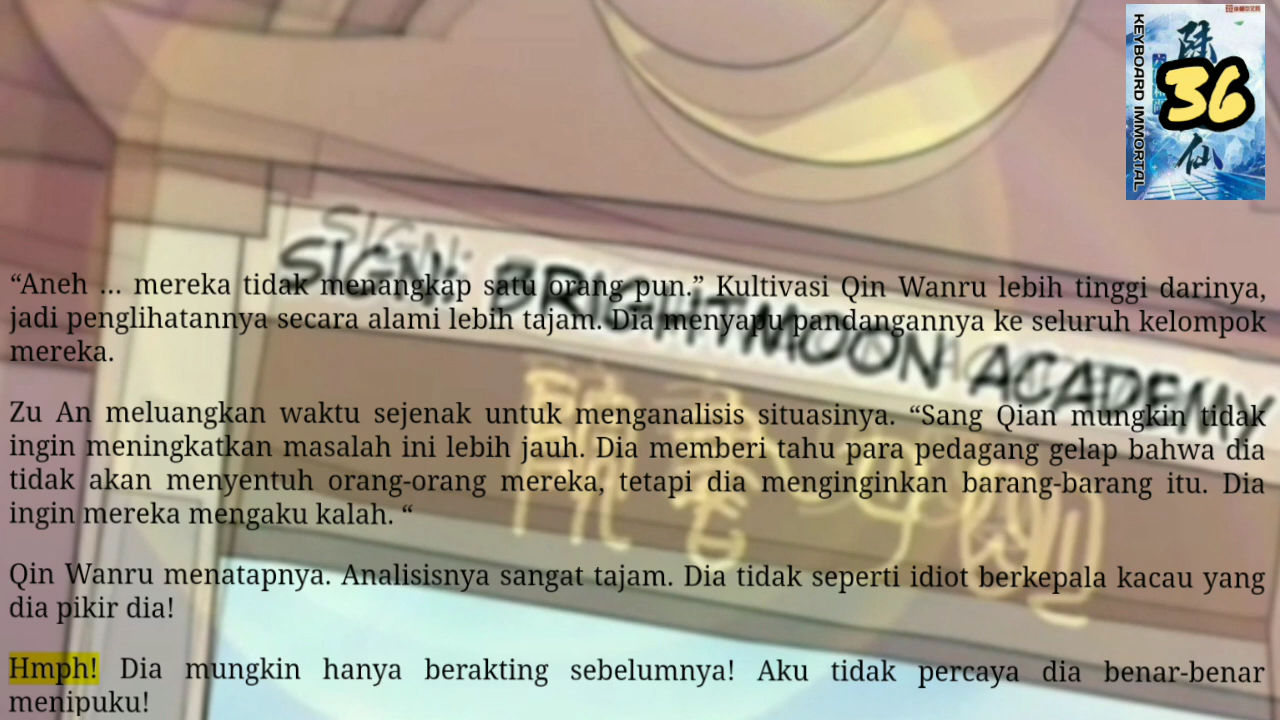 陆
36
仙
KEYBOARD IMMORTAL
SIGN: BRIGHTMOON ACADEMY
“Aneh ... mereka tidak menangkap satu orang pun.” Kultivasi Qin Wanru lebih tinggi darinya,
jadi penglihatannya secara alami lebih tajam. Dia menyapu pandangannya ke seluruh kelompok
mereka.
Zu An meluangkan waktu sejenak untuk menganalisis situasinya. “Sang Qian mungkin tidak
ingin meningkatkan masalah ini lebih jauh. Dia memberi tahu para pedagang gelap bahwa dia
tidak akan menyentuh orang-orang mereka, tetapi dia menginginkan barang-barang itu. Dia
ingin mereka mengaku kalah. “
Qin Wanru menatapnya. Analisisnya sangat tajam. Dia tidak seperti idiot berkepala kacau yang
dia pikir dia!
Hmph! Dia mungkin hanya berakting sebelumnya! Aku tidak percaya dia benar-benar
menipuku!